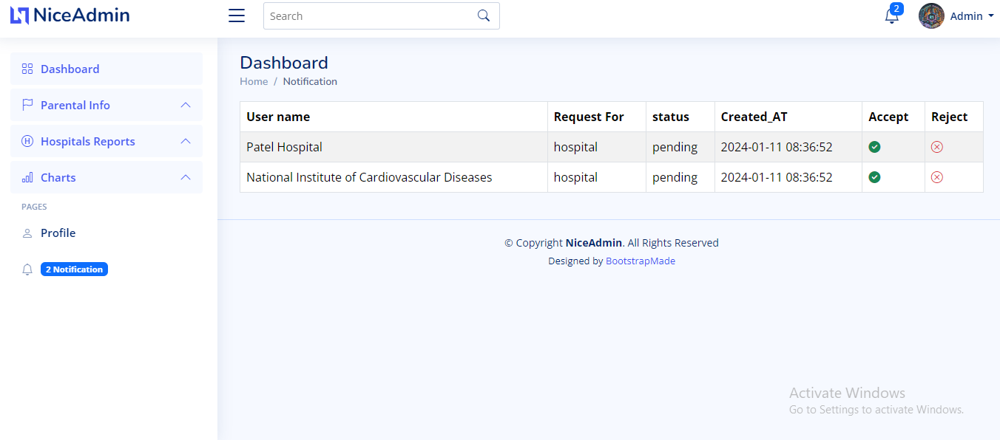 NiceAdmin
Search
2
Admin
Dashboard
Parental Info
Hospitals Reports
Charts
PAGES
Profile
2 Notification
Dashboard
Home / Notification
User name Request For status Created_AT Accept Reject
Patel Hospital hospital pending 2024-01-11 08:36:52
National Institute of Cardiovascular Diseases hospital pending 2024-01-11 08:36:52
© Copyright NiceAdmin. All Rights Reserved
Designed by BootstrapMade
Activate Windows
Go to Settings to activate Windows.